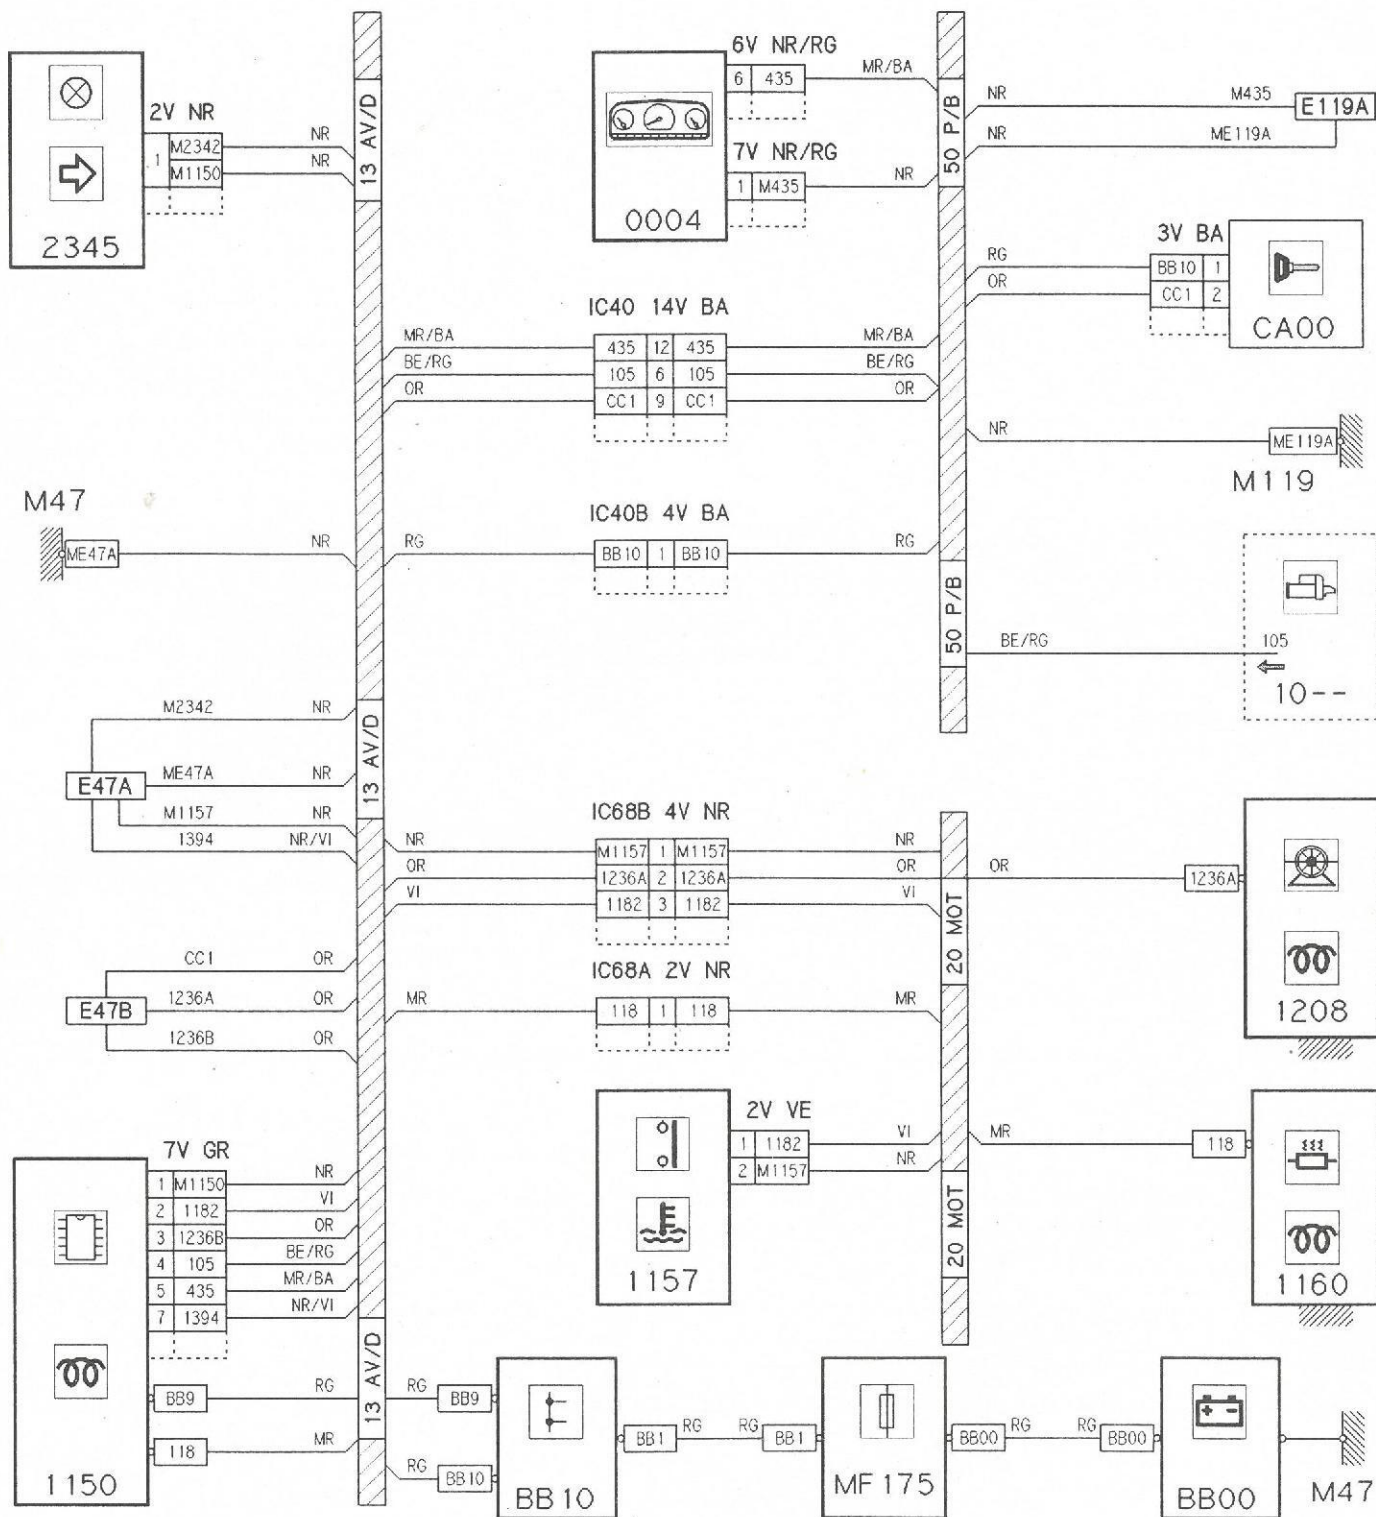 6V NR/RG
6 435 MR/BA
2V NR
NR M435 E119A
13 AV/D
50 P/B
M2342 NR
1
M1150 NR
NR ME119A
7V NR/RG
1 M435 NR
2345
0004
3V BA
RG BB10 1
OR CC1 2
CA00
IC40 14V BA
MR/BA 435 12 435 MR/BA
BE/RG 105 6 105 BE/RG
OR CC1 9 CC1 OR
NR ME119A
M119
M47
IC40B 4V BA
ME47A NR
RG BB10 1 BB10 RG
50 P/B
BE/RG 105
10--
M2342 NR
13 AV/D
E47A ME47A NR
M1157 NR
1394 NR/VI
IC68B 4V NR
NR M1157 1 M1157 NR
OR 1236A 2 1236A OR OR 1236A
VI 1182 3 1182 VI
20 MOT
CC1 OR
IC68A 2V NR
E47B 1236A OR
MR 118 1 118 MR
1208
1236B OR
2V VE
1 1182 VI
2 M1157 NR
MR 118
7V GR
1 M1150 NR
2 1182 VI
3 1236B OR
4 105 BE/RG
5 435 MR/BA
7 1394 NR/VI
20 MOT
1157
1160
13 AV/D
BB9 RG RG BB9
BB1 RG RG BB1
BB00 RG RG BB00
118 MR
RG BB10
1150
BB10
MF175
BB00
M47